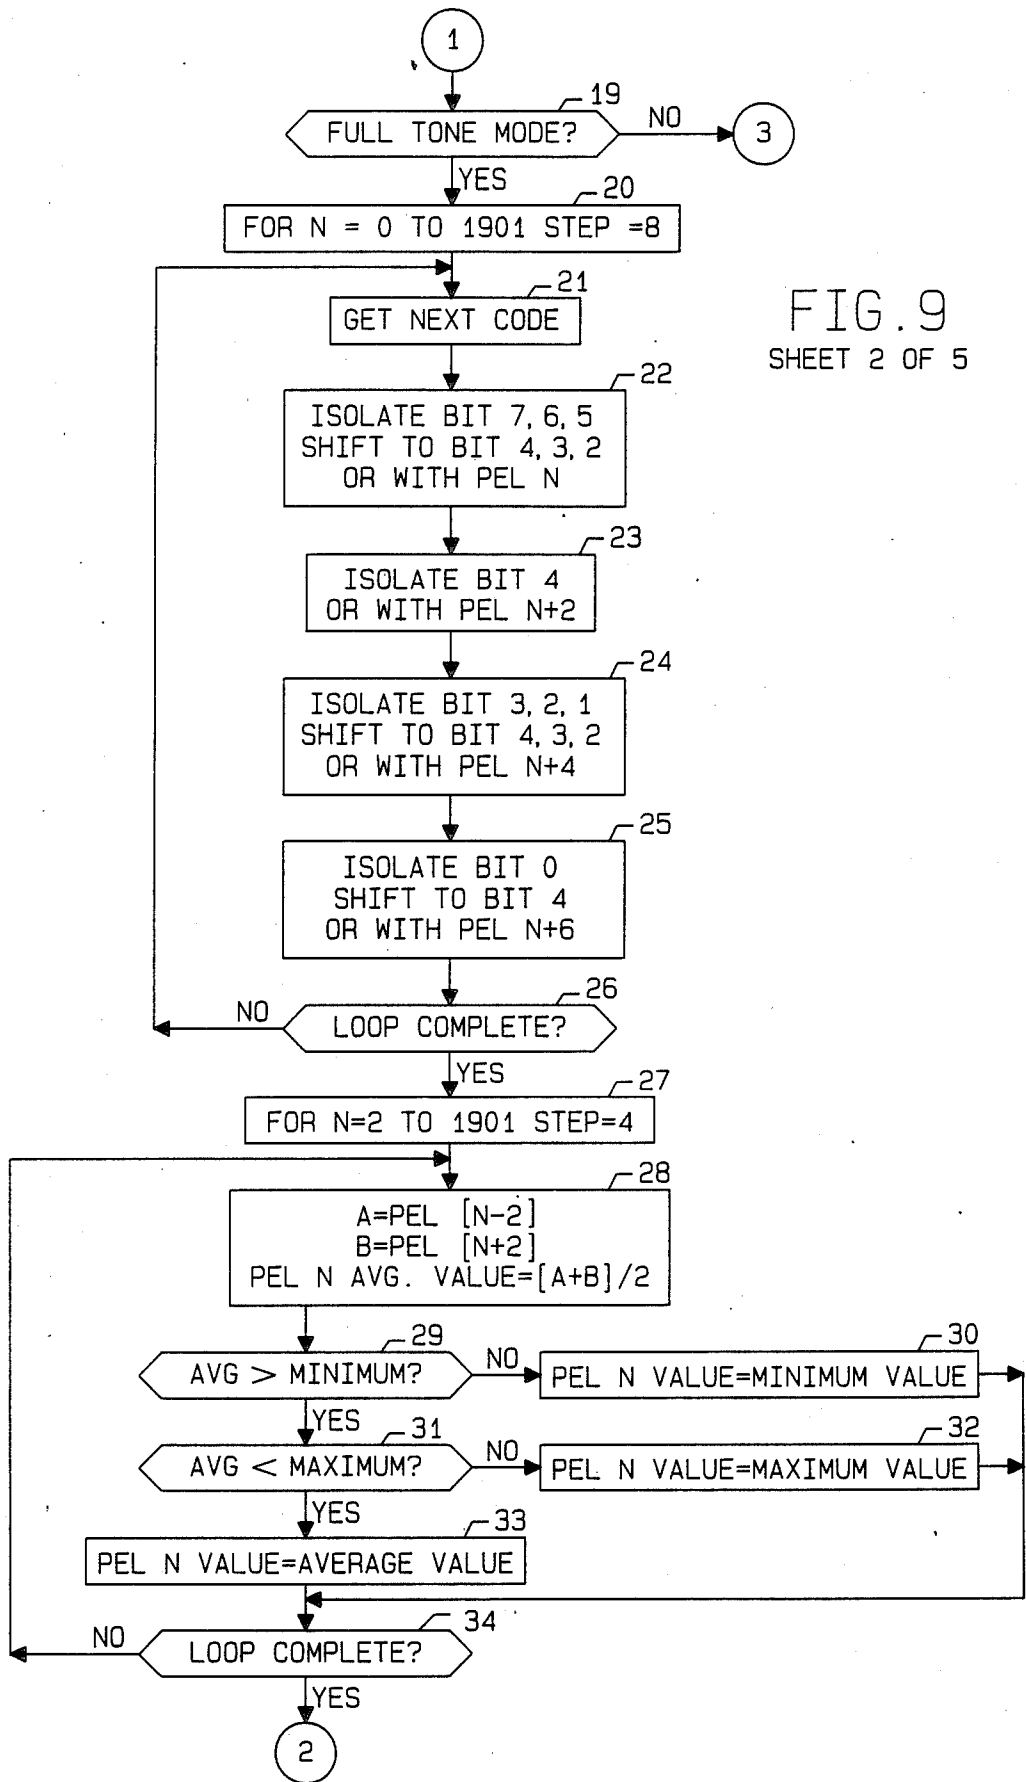 1
19
FULL TONE MODE?
NO
3
YES
20
FOR N = 0 TO 1901 STEP =8
21
GET NEXT CODE
FIG.9
SHEET 2 OF 5
22
ISOLATE BIT 7, 6, 5
SHIFT TO BIT 4, 3, 2
OR WITH PEL N
23
ISOLATE BIT 4
OR WITH PEL N+2
24
ISOLATE BIT 3, 2, 1
SHIFT TO BIT 4, 3, 2
OR WITH PEL N+4
25
ISOLATE BIT 0
SHIFT TO BIT 4
OR WITH PEL N+6
26
NO
LOOP COMPLETE?
YES
27
FOR N=2 TO 1901 STEP=4
28
A=PEL [N-2]
B=PEL [N+2]
PEL N AVG. VALUE=[A+B]/2
29
AVG > MINIMUM?
NO
30
PEL N VALUE=MINIMUM VALUE
YES
31
AVG < MAXIMUM?
NO
32
PEL N VALUE=MAXIMUM VALUE
YES
33
PEL N VALUE=AVERAGE VALUE
34
NO
LOOP COMPLETE?
YES
2